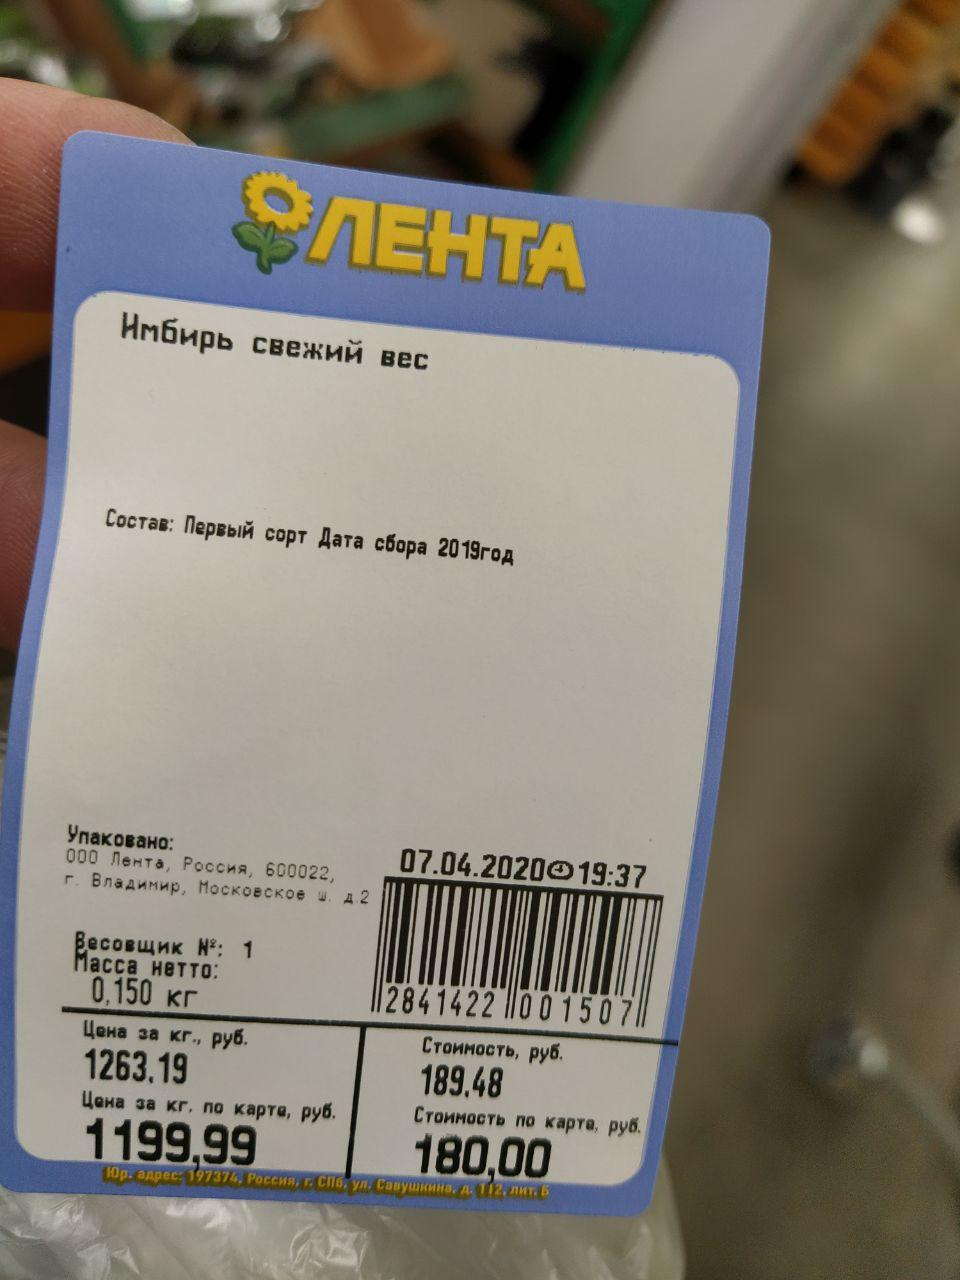 ЛЕНТА
Имбирь свежий вес
Состав: Первый сорт Дата сбора 2019год
Упаковано:
ООО Лента, Россия, 600022,
г. Владимир, Московское ш. д.2
07.04.2020 19:37
Весовщик №: 1
Масса нетто:
0,150 кг
2841422 001507
Цена за кг., руб.
1263.19
Цена за кг. по карте, руб.
1199,99
Стоимость, руб.
189.48
Стоимость по карте, руб.
180,00
Юр. адрес: 197374, Россия, г. СПб, ул. Савушкина, д. 112, лит. Б